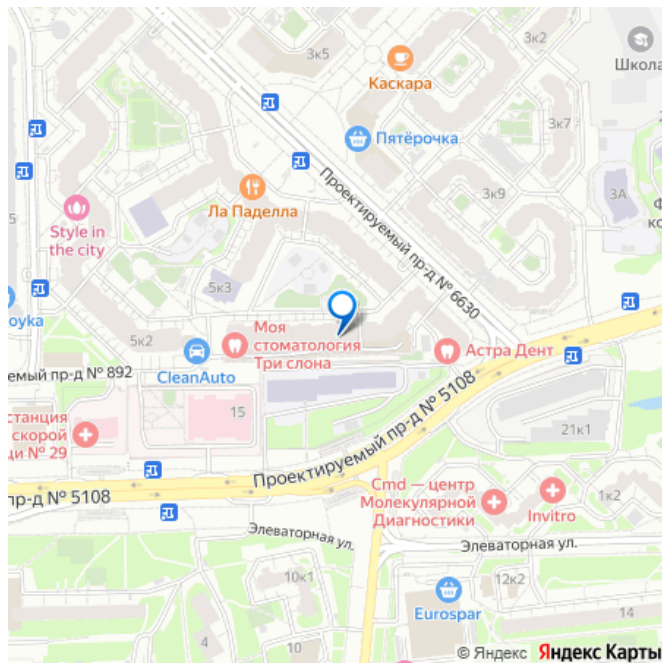 3к2
3к5
Школа
Каскара
3к7
Пятёрочка
Проектируемый пр-д № 6630
3к9
3А
Ла Паделла
Style in
the city
5к3
oyka
Моя
стоматология
Три слона
5к2
Астра Дент
CleanAuto
емый пр-д № 892
станция
скорой
щи № 29
15
Проектируемый пр-д № 5108
21к1
Cmd — центр
Молекулярной
Диагностики
1к2
Invitro
пр-д № 5108
Элеваторная ул.
Элеваторная ул.
10к1
12к2
Eurospar
14
4
10
© Яндекс Яндекс Карты